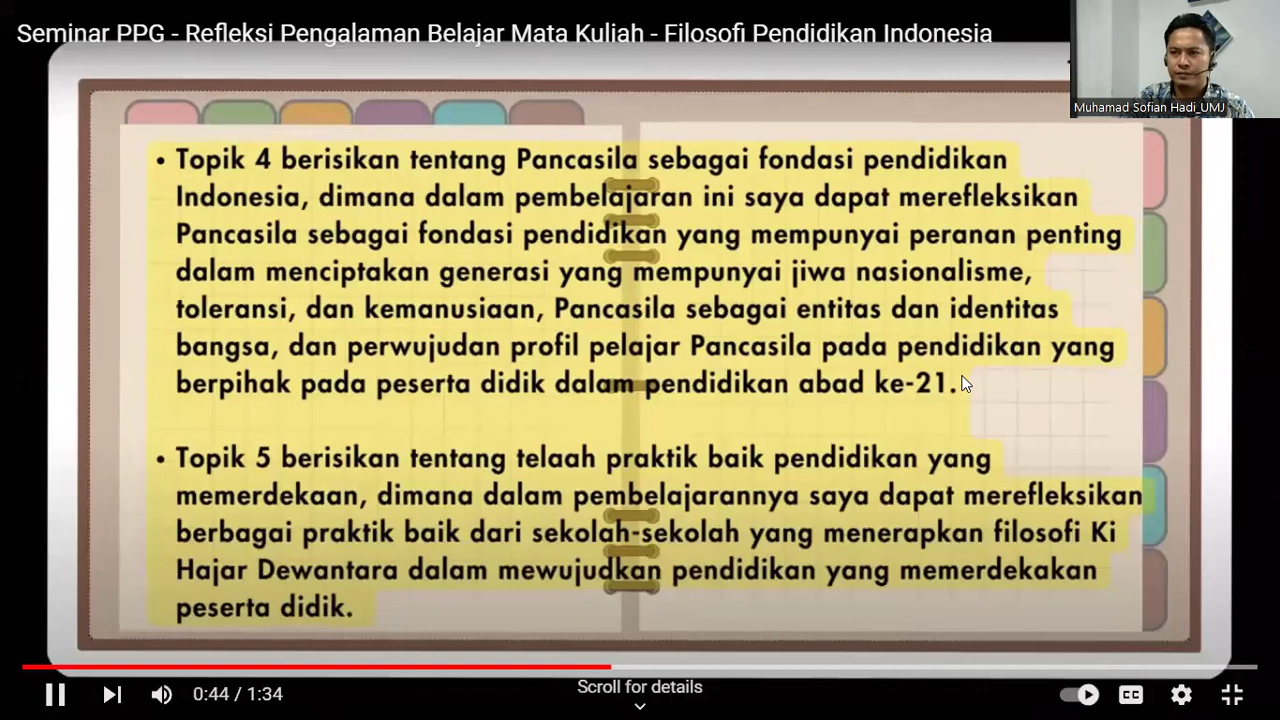 Seminar PPG - Refleksi Pengalaman Belajar Mata Kuliah - Filosofi Pendidikan Indonesia
Muhamad Sofian Hadi_UMJ
• Topik 4 berisikan tentang Pancasila sebagai fondasi pendidikan
Indonesia, dimana dalam pembelajaran ini saya dapat merefleksikan
Pancasila sebagai fondasi pendidikan yang mempunyai peranan penting
dalam menciptakan generasi yang mempunyai jiwa nasionalisme,
toleransi, dan kemanusiaan, Pancasila sebagai entitas dan identitas
bangsa, dan perwujudan profil pelajar Pancasila pada pendidikan yang
berpihak pada peserta didik dalam pendidikan abad ke-21.
• Topik 5 berisikan tentang telaah praktik baik pendidikan yang
memerdekaan, dimana dalam pembelajarannya saya dapat merefleksikan
berbagai praktik baik dari sekolah-sekolah yang menerapkan filosofi Ki
Hajar Dewantara dalam mewujudkan pendidikan yang memerdekakan
peserta didik.
0:44 / 1:34
Scroll for details
CC